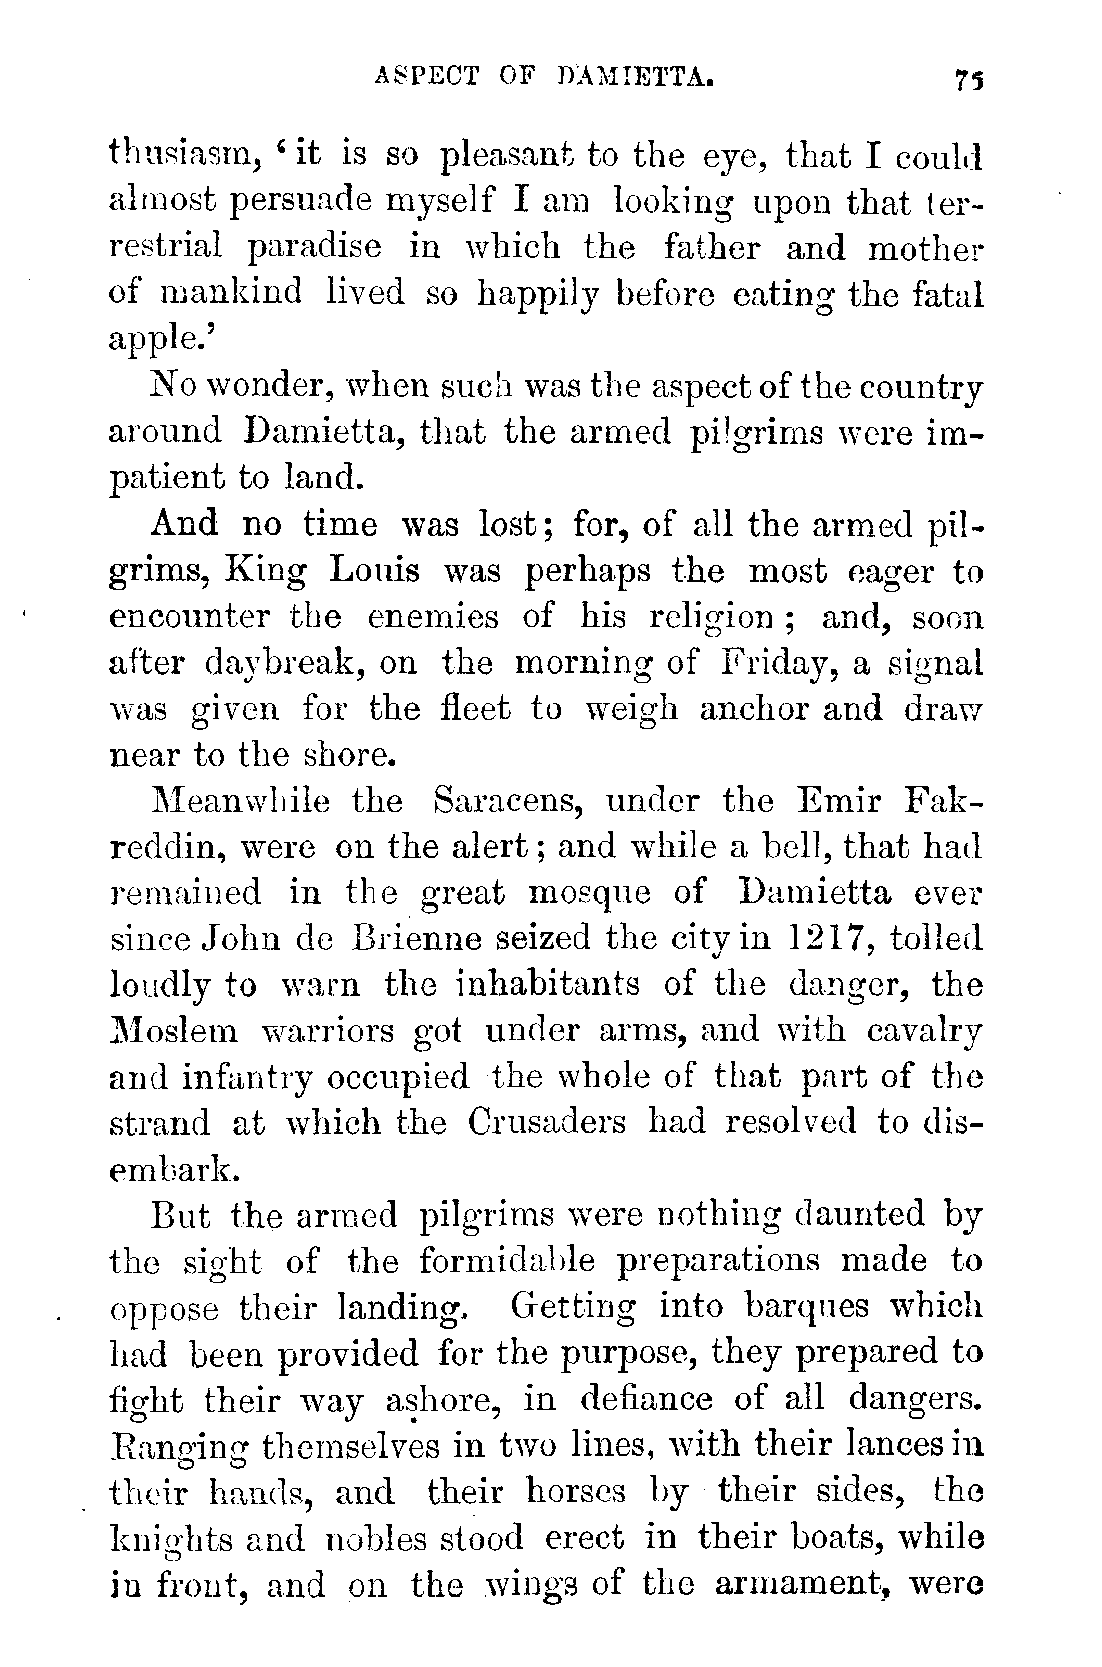 ASPECT OF DAMIETTA. 75
thusiasm, ‘it is so pleasant to the eye, that I could
almost persuade myself I am looking upon that ter-
restrial paradise in which the father and mother
of mankind lived so happily before eating the fatal
apple.’
No wonder, when such was the aspect of the country
around Damietta, that the armed pilgrims were im-
patient to land.
And no time was lost; for, of all the armed pil-
grims, King Louis was perhaps the most eager to
encounter the enemies of his religion; and, soon
after daybreak, on the morning of Friday, a signal
was given for the fleet to weigh anchor and draw
near to the shore.
Meanwhile the Saracens, under the Emir Fak-
reddin, were on the alert; and while a bell, that had
remained in the great mosque of Damietta ever
since John de Brienne seized the city in 1217, tolled
loudly to warn the inhabitants of the danger, the
Moslem warriors got under arms, and with cavalry
and infantry occupied the whole of that part of the
strand at which the Crusaders had resolved to dis-
embark.
But the armed pilgrims were nothing daunted by
the sight of the formidable preparations made to
oppose their landing. Getting into barques which
had been provided for the purpose, they prepared to
fight their way ashore, in defiance of all dangers.
Ranging themselves in two lines, with their lances in
their hands, and their horses by their sides, the
knights and nobles stood erect in their boats, while
in front, and on the wings of the armament, were